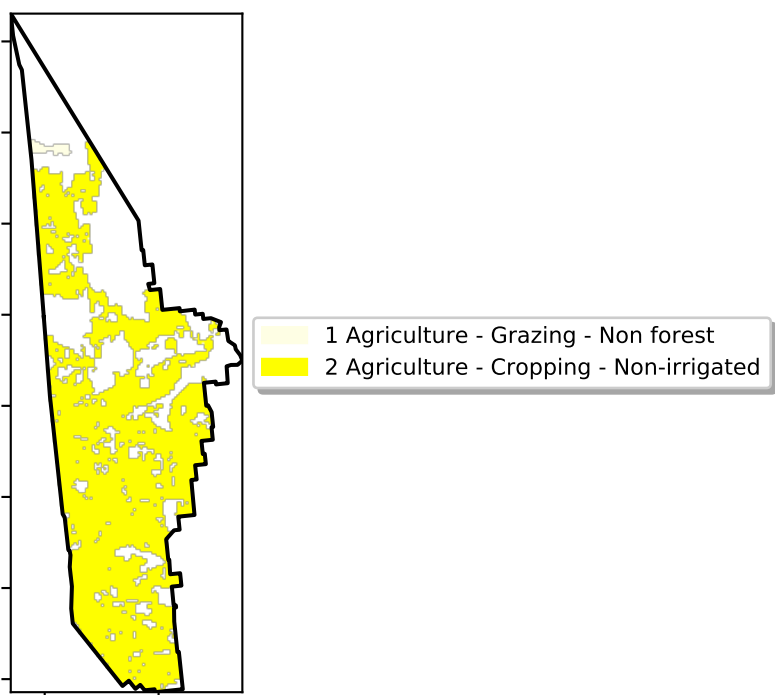 1 Agriculture - Grazing - Non forest
2 Agriculture - Cropping - Non-irrigated